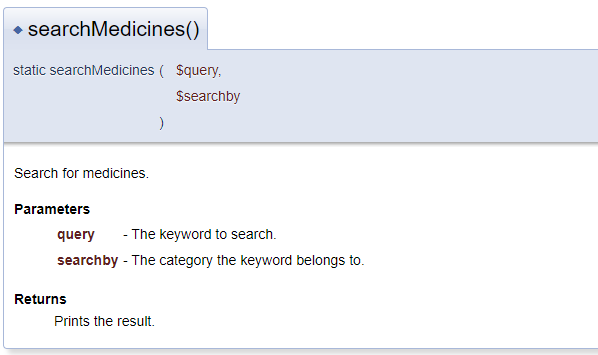 ◆ searchMedicines()
static searchMedicines ( $query,
$searchby
)
Search for medicines.
Parameters
query - The keyword to search.
searchby - The category the keyword belongs to.
Returns
Prints the result.